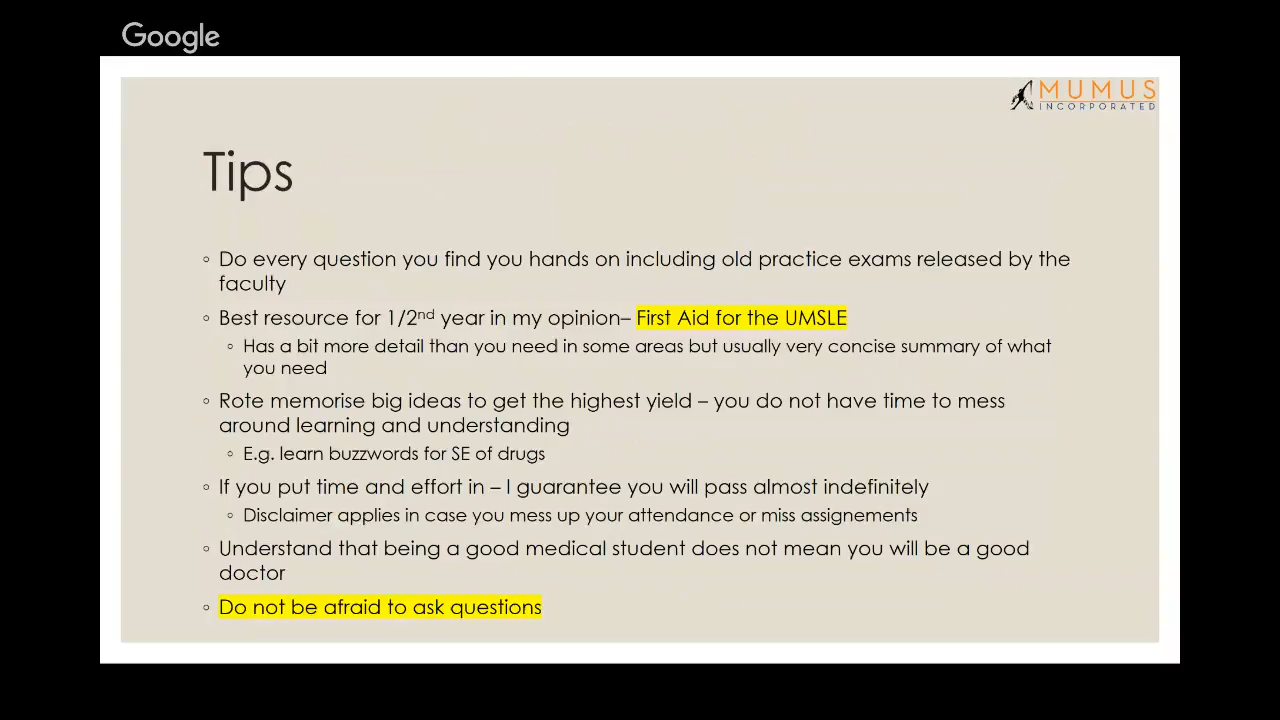 Google
MUMUS
INCORPORATED
Tips
◦ Do every question you find you hands on including old practice exams released by the
faculty
◦ Best resource for 1/2nd year in my opinion– First Aid for the UMSLE
◦ Has a bit more detail than you need in some areas but usually very concise summary of what
you need
◦ Rote memorise big ideas to get the highest yield – you do not have time to mess
around learning and understanding
◦ E.g. learn buzzwords for SE of drugs
◦ If you put time and effort in – I guarantee you will pass almost indefinitely
◦ Disclaimer applies in case you mess up your attendance or miss assignements
◦ Understand that being a good medical student does not mean you will be a good
doctor
◦ Do not be afraid to ask questions